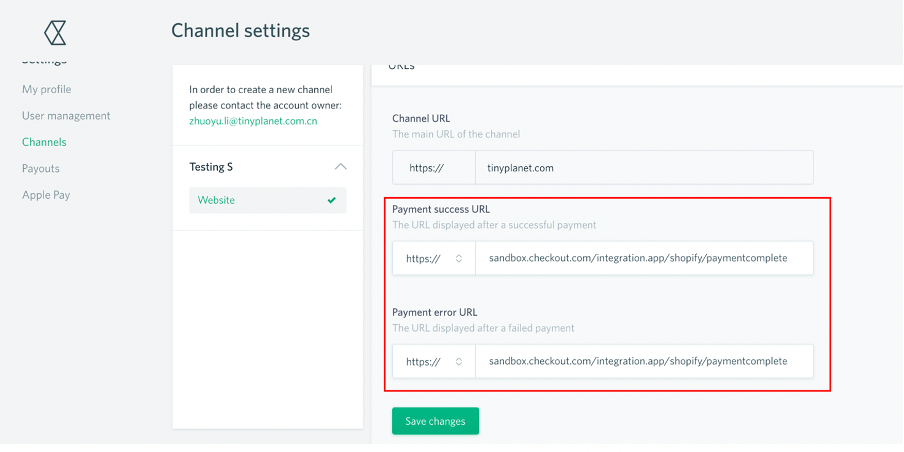 Channel settings
Settings
My profile
User management
Channels
Payouts
Apple Pay
In order to create a new channel
please contact the account owner:
zhuoyu.li@tinyplanet.com.cn
Testing S
Website
URLs
Channel URL
The main URL of the channel
https:// tinyplanet.com
Payment success URL
The URL displayed after a successful payment
https:// sandbox.checkout.com/integration.app/shopify/paymentcomplete
Payment error URL
The URL displayed after a failed payment
https:// sandbox.checkout.com/integration.app/shopify/paymentcomplete
Save changes